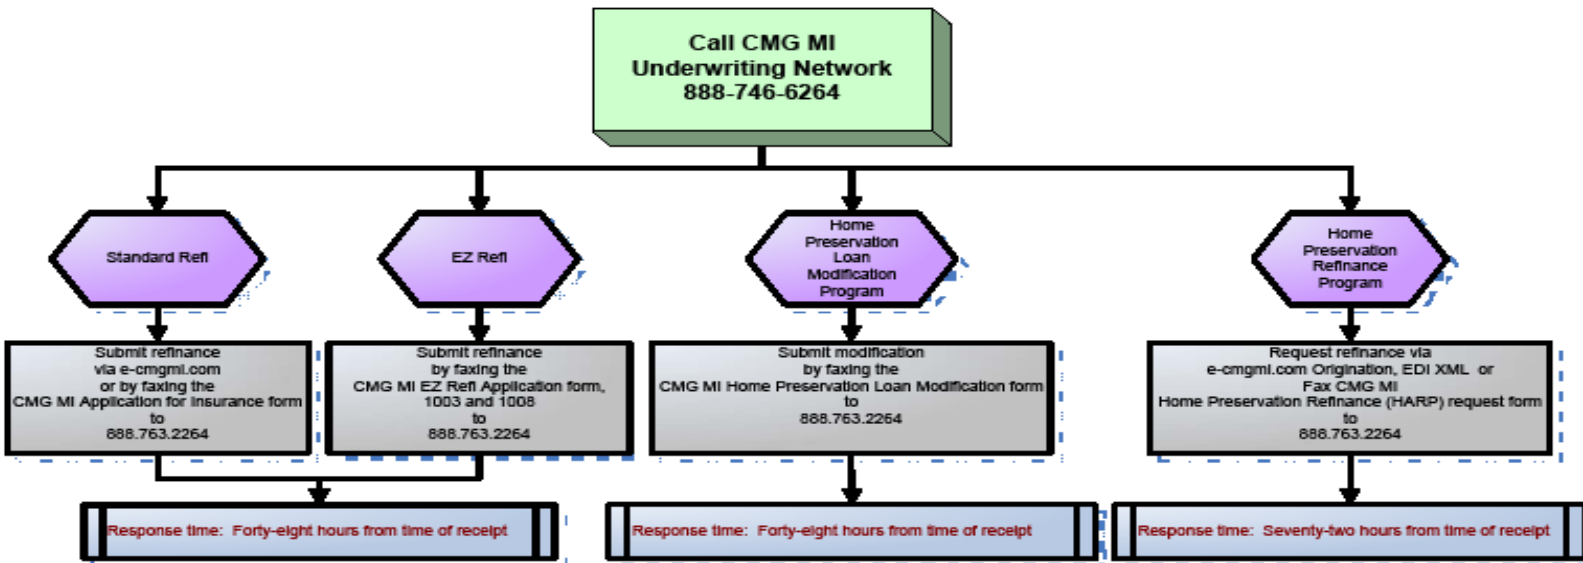 Call CMG MI
Underwriting Network
888-746-6264
Standard Refi
EZ Refi
Home
Preservation
Loan
Modification
Program
Home
Preservation
Refinance
Program
Submit refinance
via e-cmgmi.com
or by faxing the
CMG MI Application for Insurance form
to
888.763.2264
Submit refinance
by faxing the
CMG MI EZ Refi Application form,
1003 and 1008
to
888.763.2264
Submit modification
by faxing the
CMG MI Home Preservation Loan Modification form
to
888.763.2264
Request refinance via
e-cmgmi.com Origination, EDI XML or
Fax CMG MI
Home Preservation Refinance (HARP) request form
to
888.763.2264
Response time: Forty-eight hours from time of receipt
Response time: Forty-eight hours from time of receipt
Response time: Seventy-two hours from time of receipt